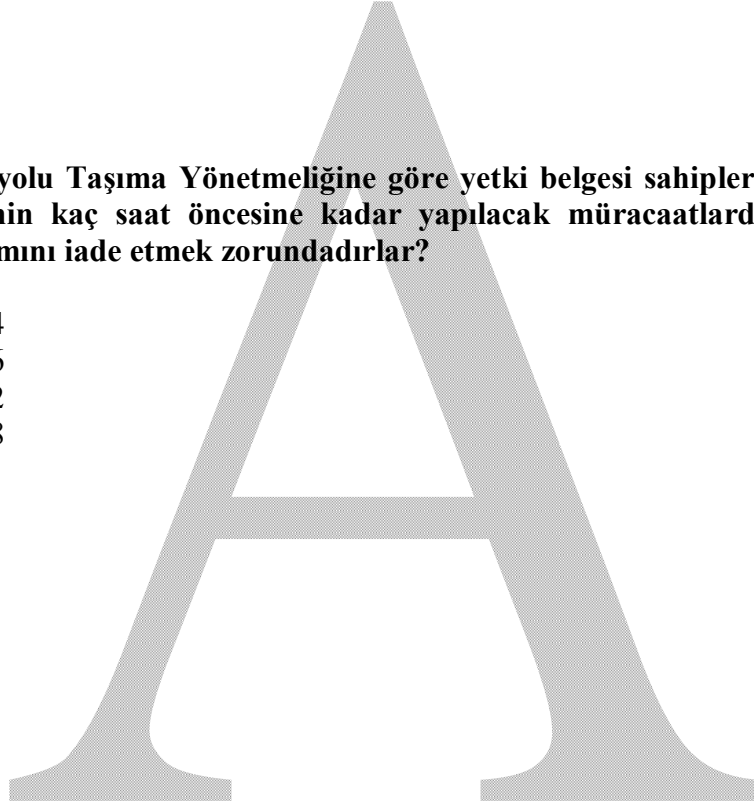 yolu Taşıma Yönetmeliğine göre yetki belgesi sahipler
nin kaç saat öncesine kadar yapılacak müracaatlard
mını iade etmek zorundadırlar?
4
6
2
8
A